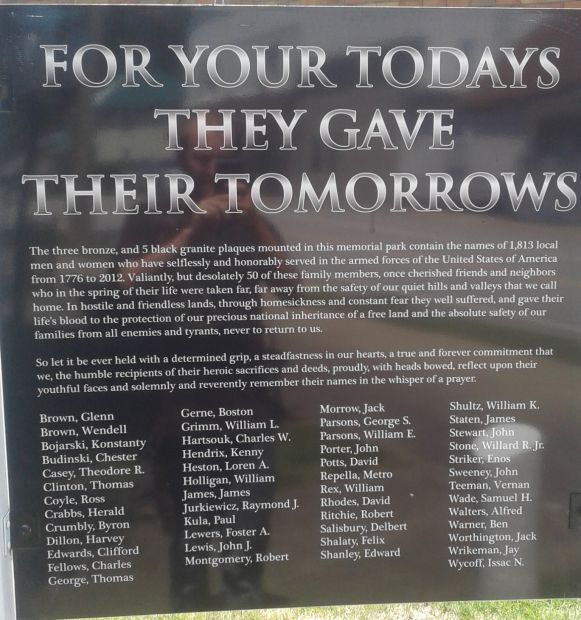 FOR YOUR TODAYS
THEY GAVE
THEIR TOMORROWS
The three bronze, and 5 black granite plaques mounted in this memorial park contain the names of 1,813 local
men and women who have selflessly and honorably served in the armed forces of the United States of America
from 1776 to 2012. Valiantly, but desolately 50 of these family members, once cherished friends and neighbors
who in the spring of their life were taken far, far away from the safety of our quiet hills and valleys that we call
home. In hostile and friendless lands, through homesickness and constant fear they well suffered, and gave their
life's blood to the protection of our precious national inheritance of a free land and the absolute safety of our
families from all enemies and tyrants, never to return to us.
So let it be ever held with a determined grip, a steadfastness in our hearts, a true and forever commitment that
we, the humble recipients of their heroic sacrifices and deeds, proudly, with heads bowed, reflect upon their
youthful faces and solemnly and reverently remember their names in the whisper of a prayer.
Brown, Glenn
Brown, Wendell
Bojarski, Konstanty
Budinski, Chester
Casey, Theodore R.
Clinton, Thomas
Coyle, Ross
Crabbs, Herald
Crumbly, Byron
Dillon, Harvey
Edwards, Clifford
Fellows, Charles
George, Thomas
Gerne, Boston
Grimm, William L.
Hartsouk, Charles W.
Hendrix, Kenny
Heston, Loren A.
Holligan, William
James, James
Jurkiewicz, Raymond J.
Kula, Paul
Lewers, Foster A.
Lewis, John J.
Montgomery, Robert
Morrow, Jack
Parsons, George S.
Parsons, William E.
Porter, John
Potts, David
Repella, Metro
Rex, William
Rhodes, David
Ritchie, Robert
Salisbury, Delbert
Shalaty, Felix
Shanley, Edward
Shultz, William K.
Staten, James
Stewart, John
Stone, Willard R. Jr.
Striker, Enos
Sweeney, John
Teeman, Vernan
Wade, Samuel H.
Walters, Alfred
Warner, Ben
Worthington, Jack
Wrikeman, Jay
Wycoff, Issac N.